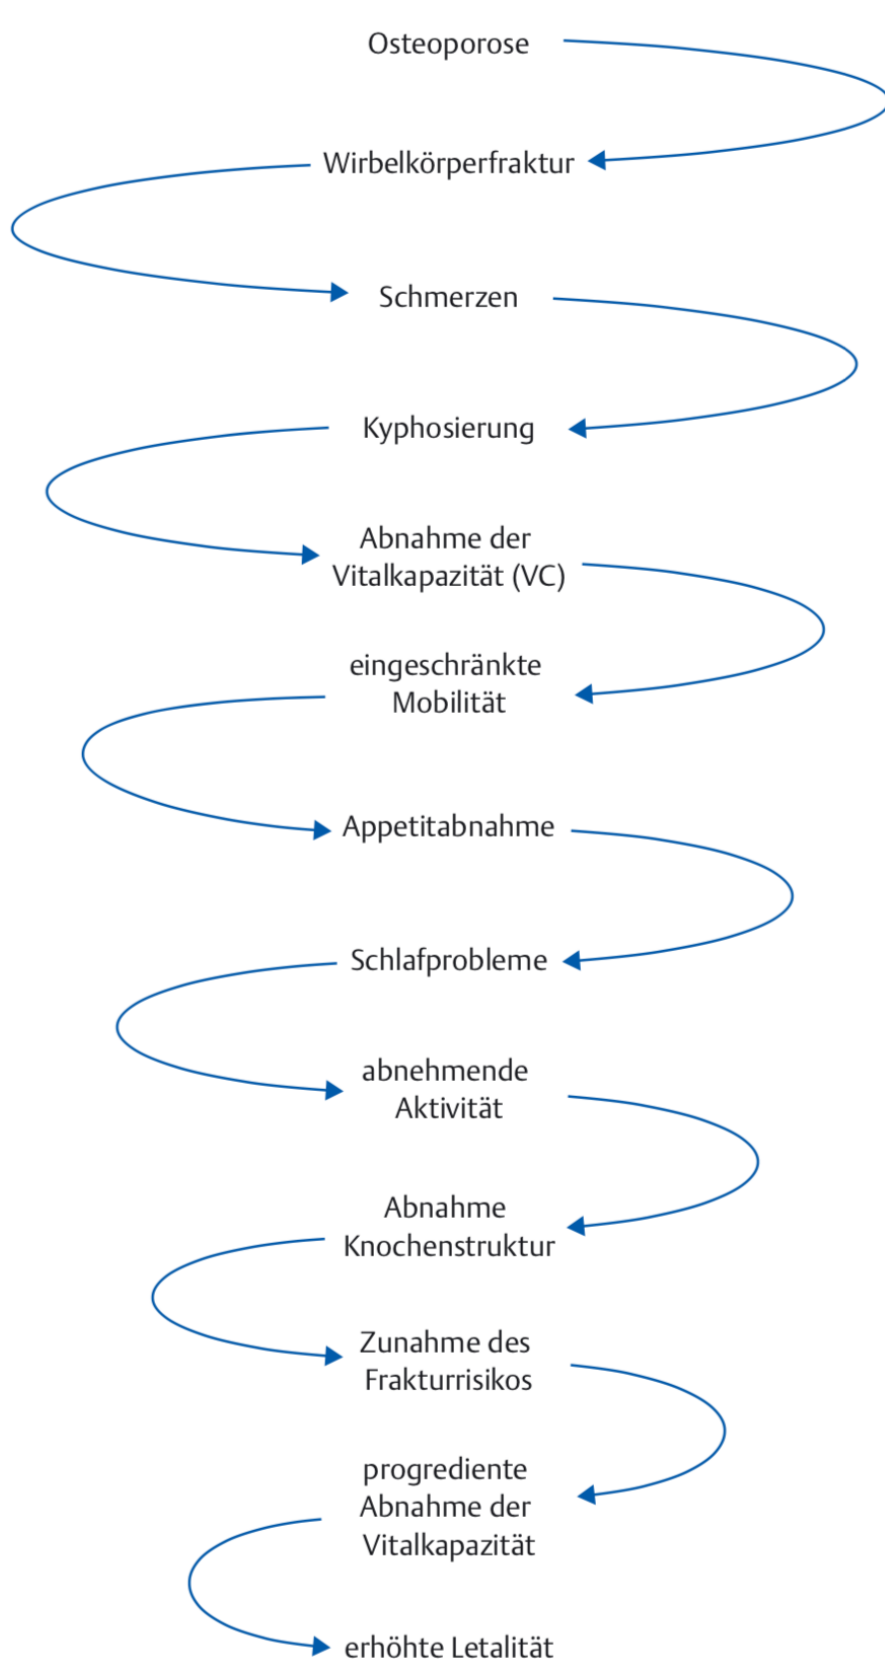 Osteoporose
Wirbelkörperfraktur
Schmerzen
Kyphosierung
Abnahme der
Vitalkapazität (VC)
eingeschränkte
Mobilität
Appetitabnahme
Schlafprobleme
abnehmende
Aktivität
Abnahme
Knochenstruktur
Zunahme des
Frakturrisikos
progrediente
Abnahme der
Vitalkapazität
erhöhte Letalität